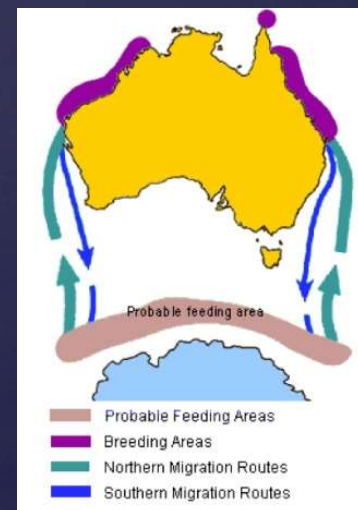 Probable feeding area
Probable Feeding Areas
Breeding Areas
Northern Migration Routes
Southern Migration Routes